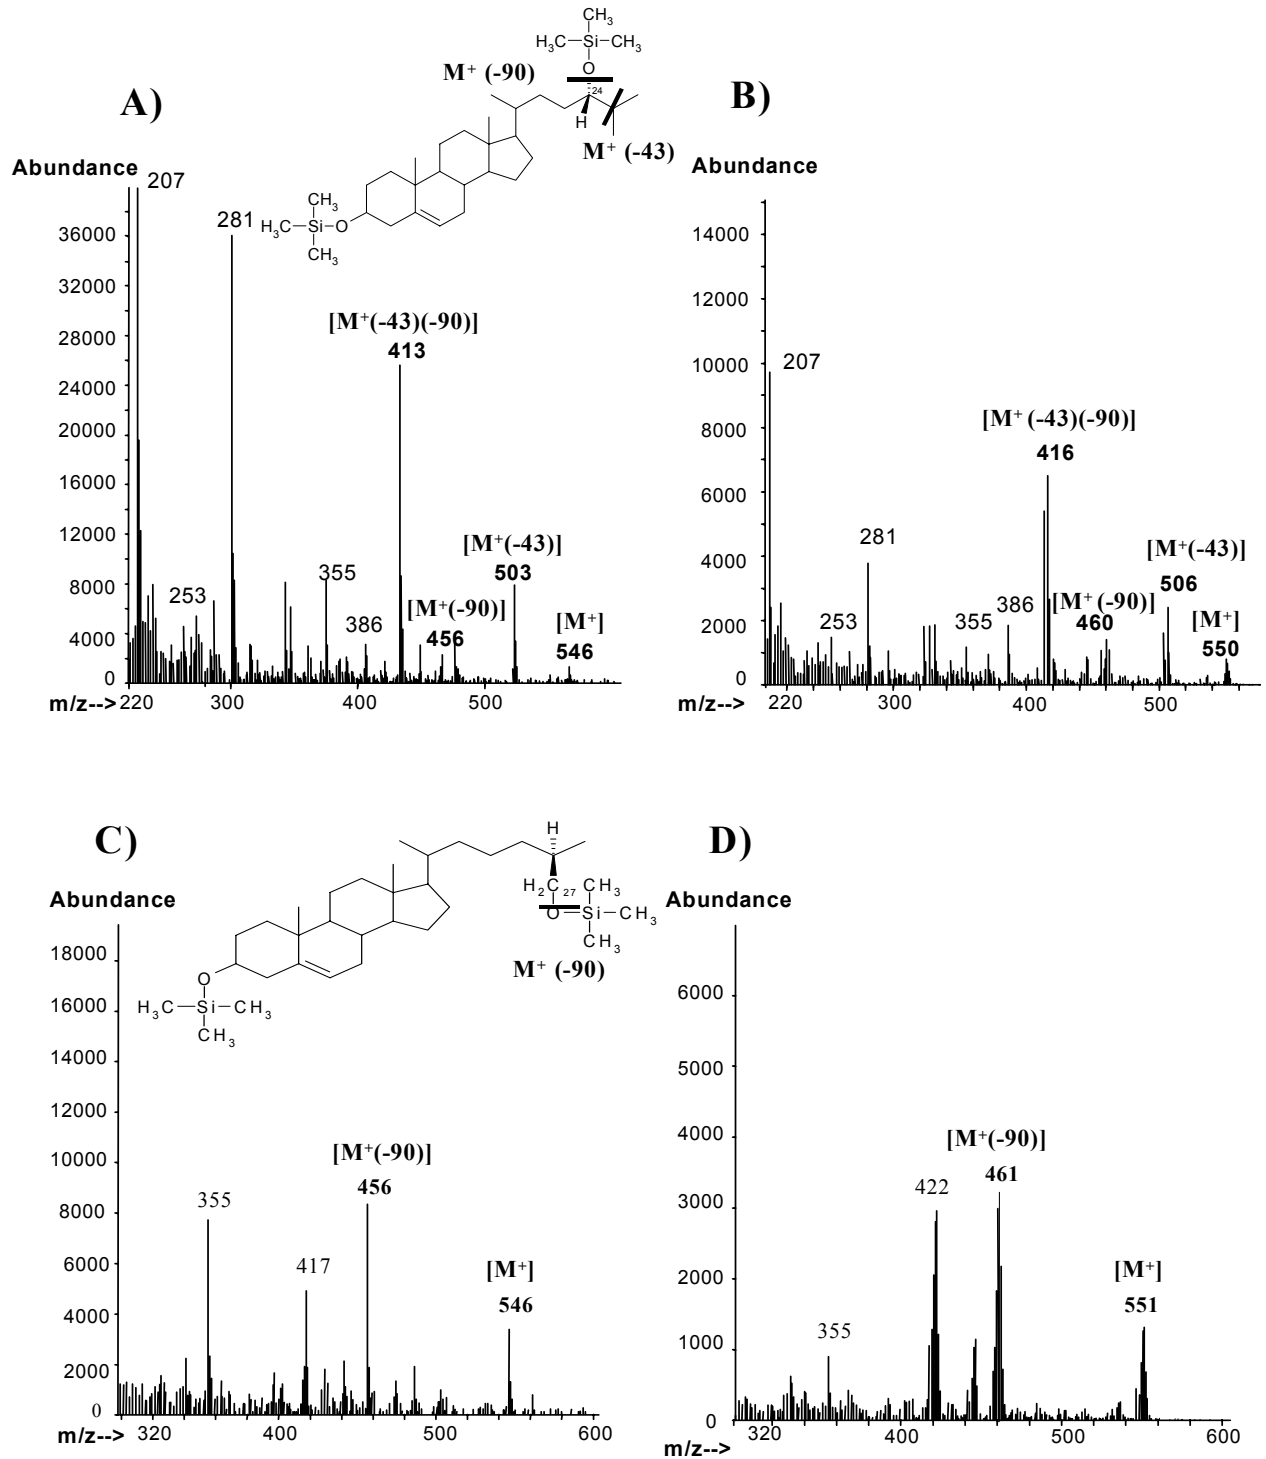 CH3
H3C—Si—CH3
O
M+ (-90)
24
H
M+ (-43)
A)
CH3
H3C—Si—O
CH3
Abundance
207
281
[M+(-43)(-90)]
413
[M+(-43)]
503
355
253
386
[M+(-90)]
456
[M+]
546
36000
32000
28000
24000
20000
16000
12000
8000
4000
0
m/z--> 220 300 400 500
B)
Abundance
207
[M+(-43)(-90)]
416
281
[M+(-43)]
506
253
355
386
[M+(-90)]
460
[M+]
550
14000
12000
10000
8000
6000
4000
2000
0
m/z--> 220 300 400 500
C)
H
H2C 27 CH3
O—Si—CH3
CH3
M+ (-90)
O
H3C—Si—CH3
CH3
Abundance
[M+(-90)]
456
355
417
[M+]
546
18000
16000
14000
12000
10000
8000
6000
4000
2000
0
m/z--> 320 400 500 600
D)
Abundance
[M+(-90)]
461
422
[M+]
551
355
6000
5000
4000
3000
2000
1000
0
m/z--> 320 400 500 600